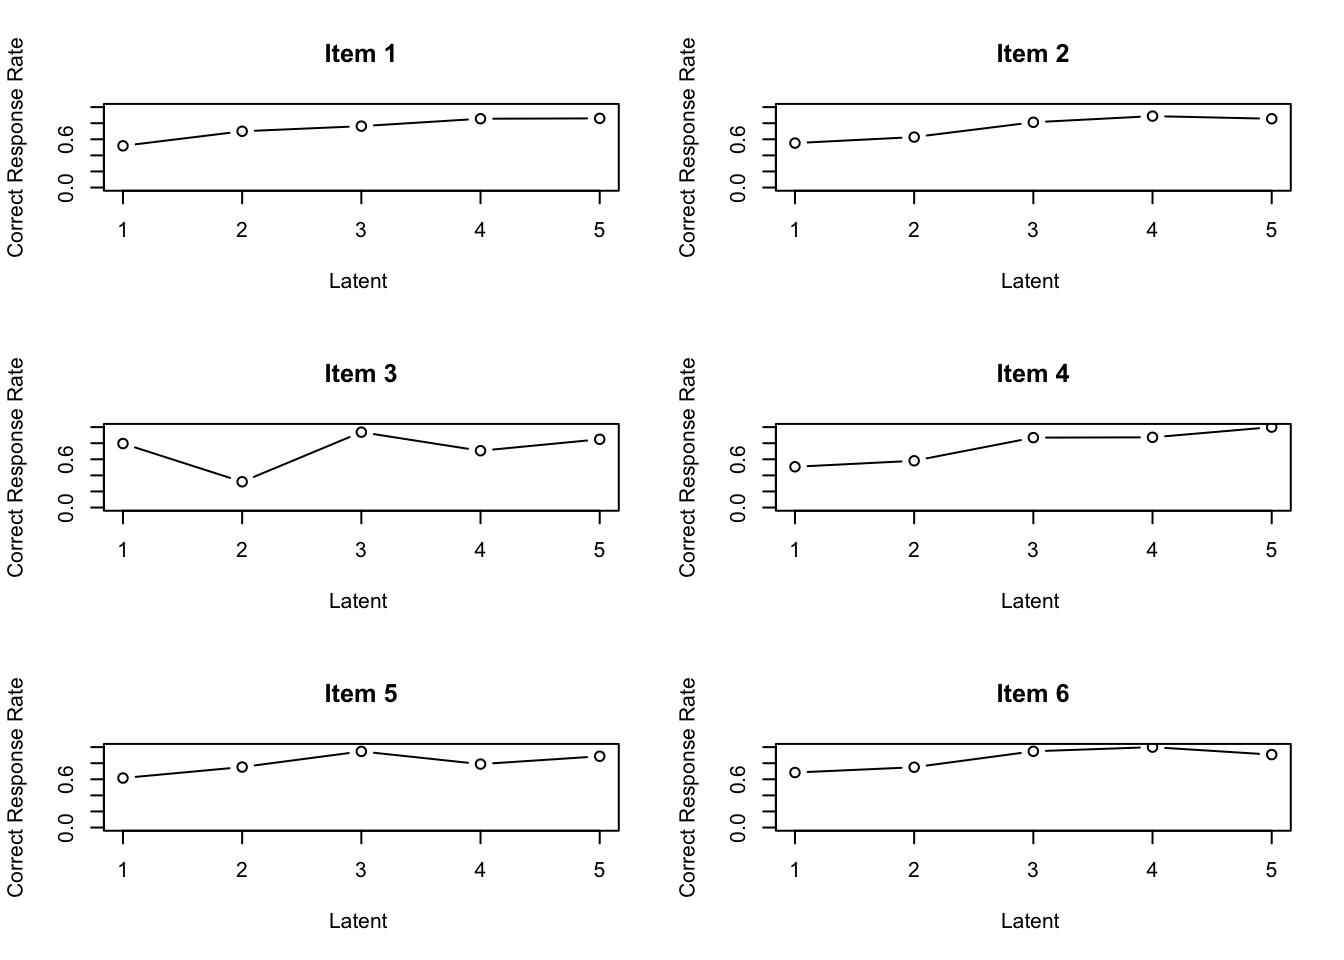 Item 1
Correct Response Rate
0.6
0.0
1 2 3 4 5
Latent
Item 2
Correct Response Rate
0.6
0.0
1 2 3 4 5
Latent
Item 3
Correct Response Rate
0.6
0.0
1 2 3 4 5
Latent
Item 4
Correct Response Rate
0.6
0.0
1 2 3 4 5
Latent
Item 5
Correct Response Rate
0.6
0.0
1 2 3 4 5
Latent
Item 6
Correct Response Rate
0.6
0.0
1 2 3 4 5
Latent